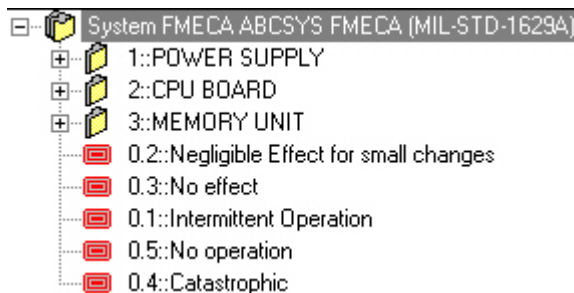 System FMECA ABCSYS FMECA (MIL-STD-1629A)
1::POWER SUPPLY
2::CPU BOARD
3::MEMORY UNIT
0.2::Negligible Effect for small changes
0.3::No effect
0.1::Intermittent Operation
0.5::No operation
0.4::Catastrophic